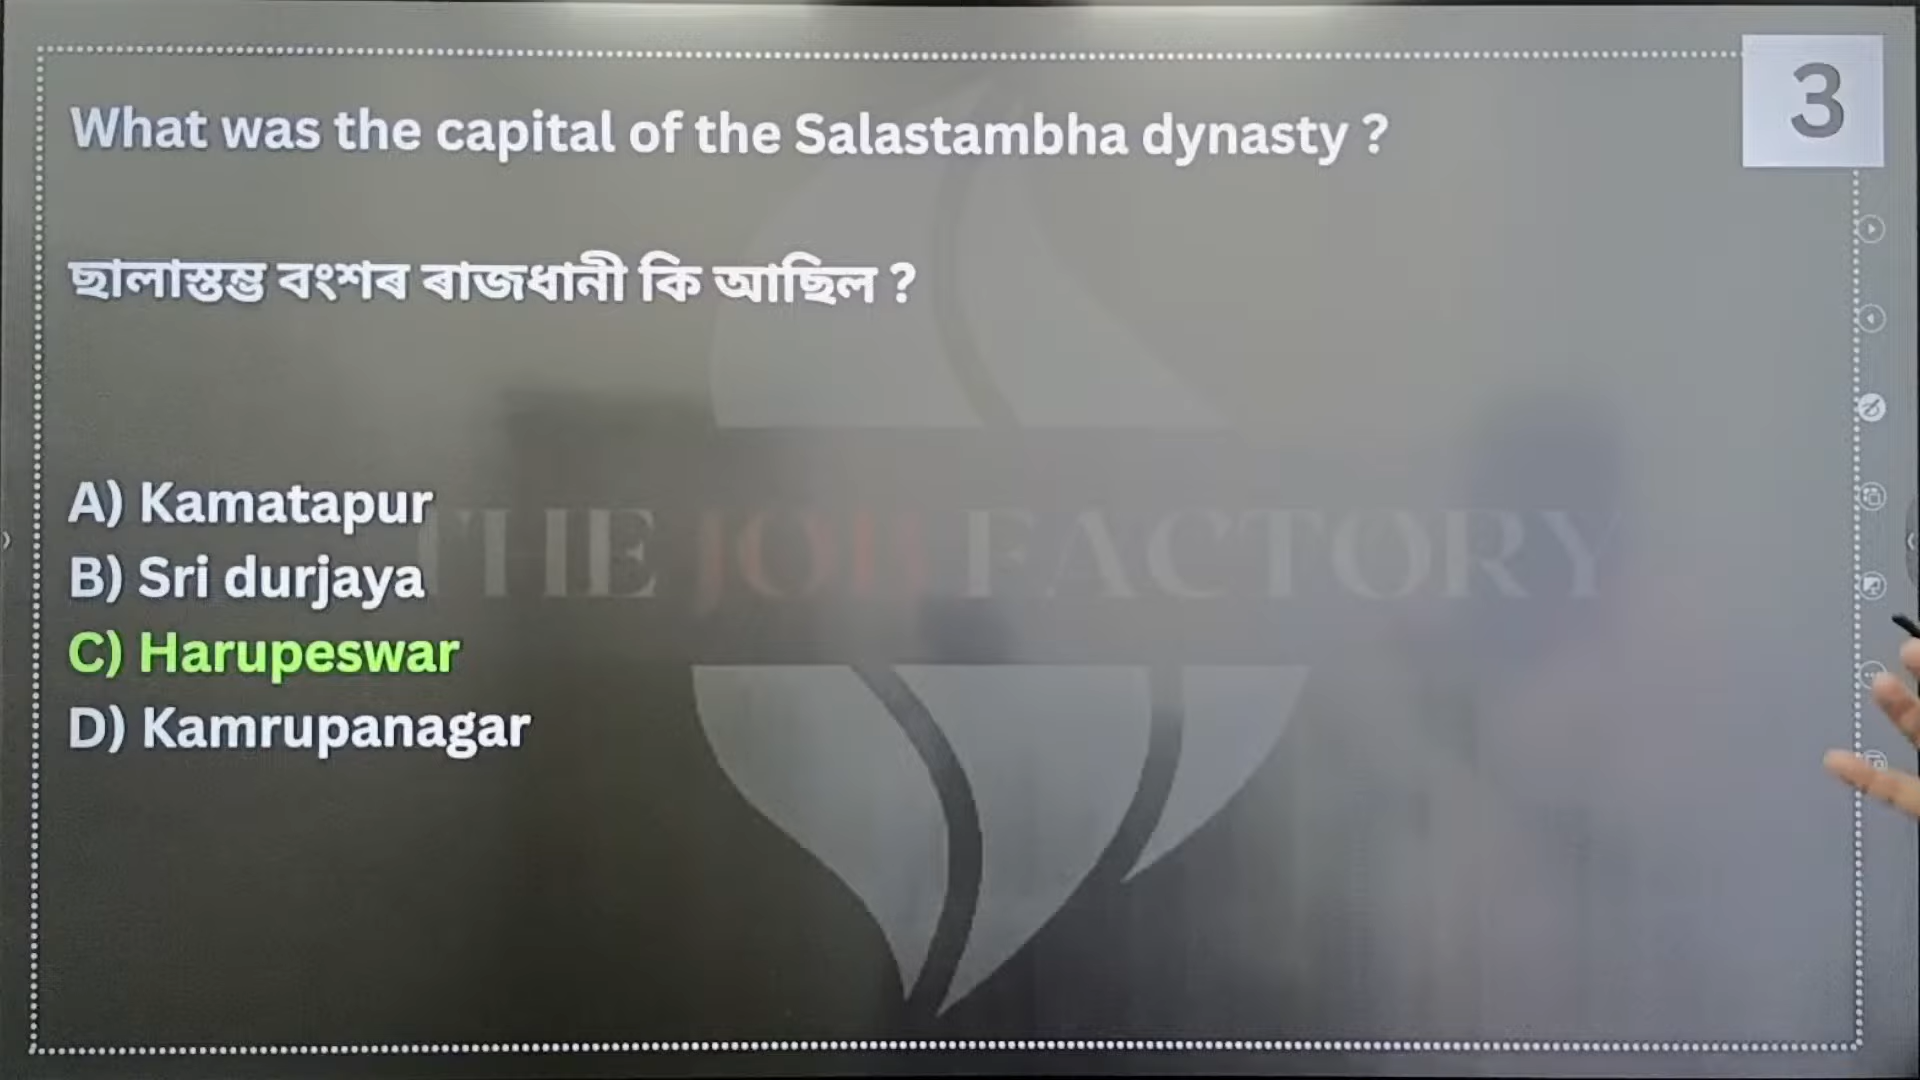 3
What was the capital of the Salastambha dynasty ?
ছালাস্তম্ভ বংশৰ ৰাজধানী কি আছিল ?
A) Kamatapur
B) Sri durjaya
C) Harupeswar
D) Kamrupanagar
THE JOB FACTORY